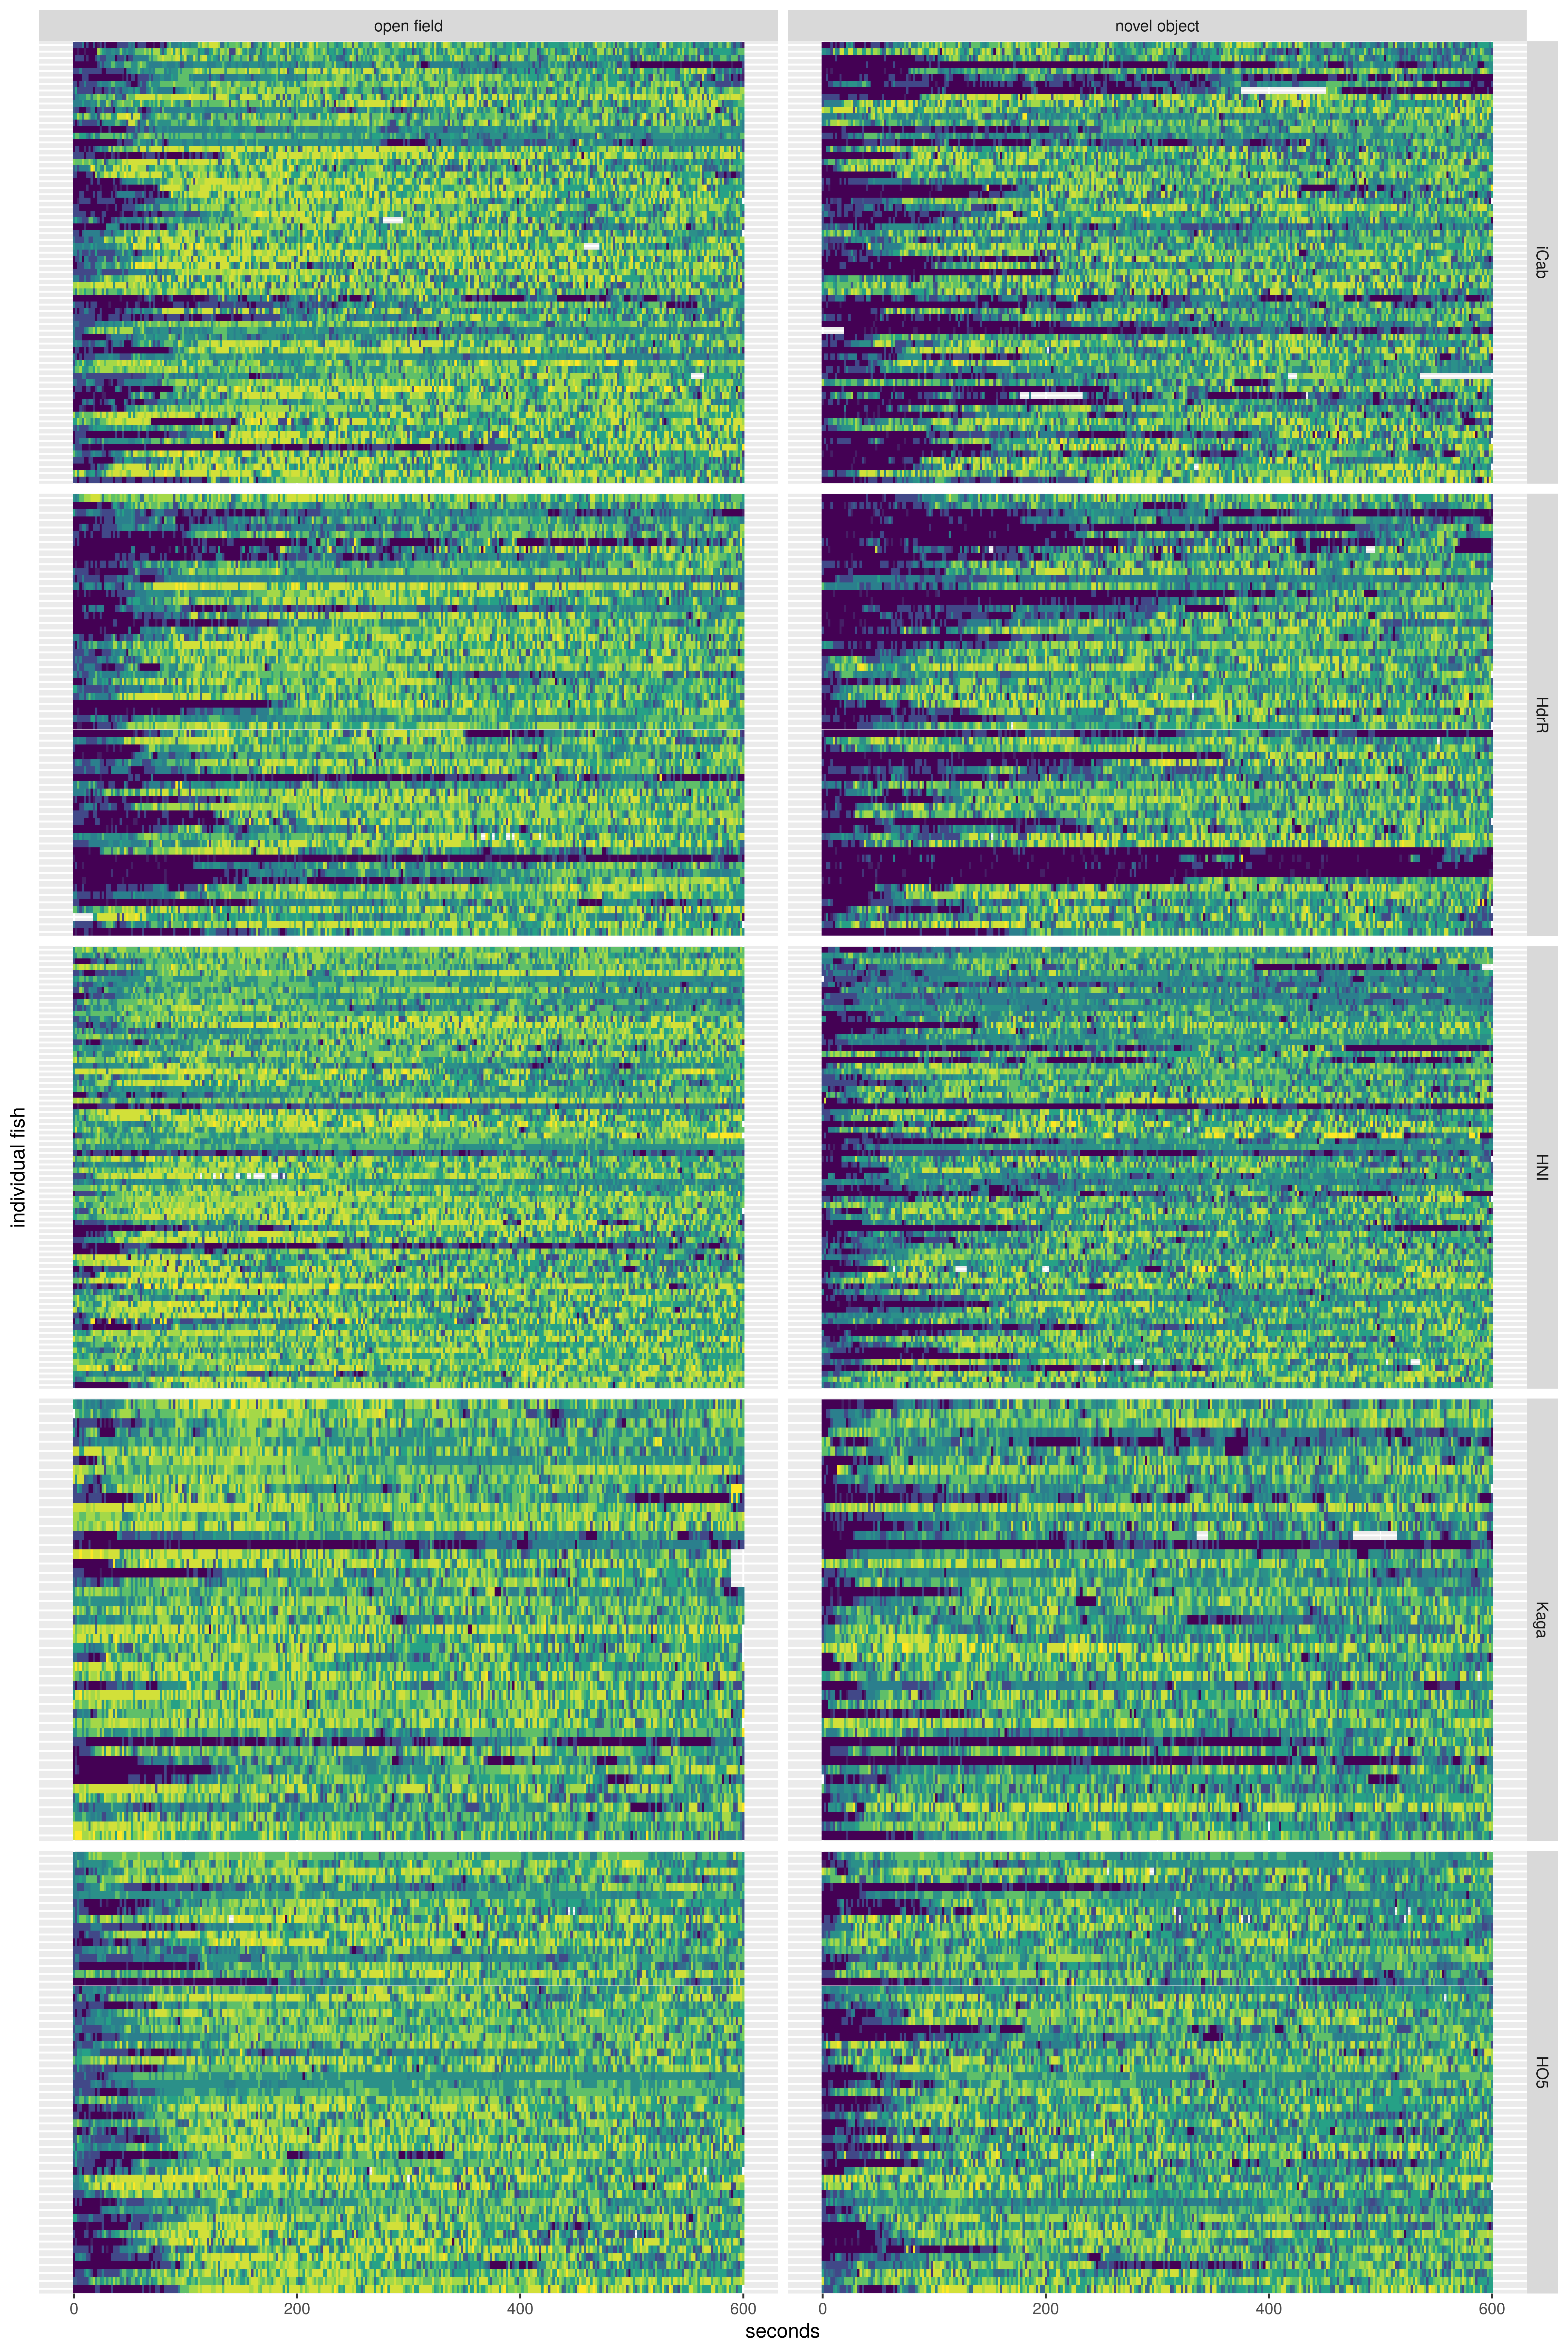 open field
novel object
iCab
HdrR
HNI
Kaga
HO5
individual fish
0 200 400 600 0 200 400 600
seconds